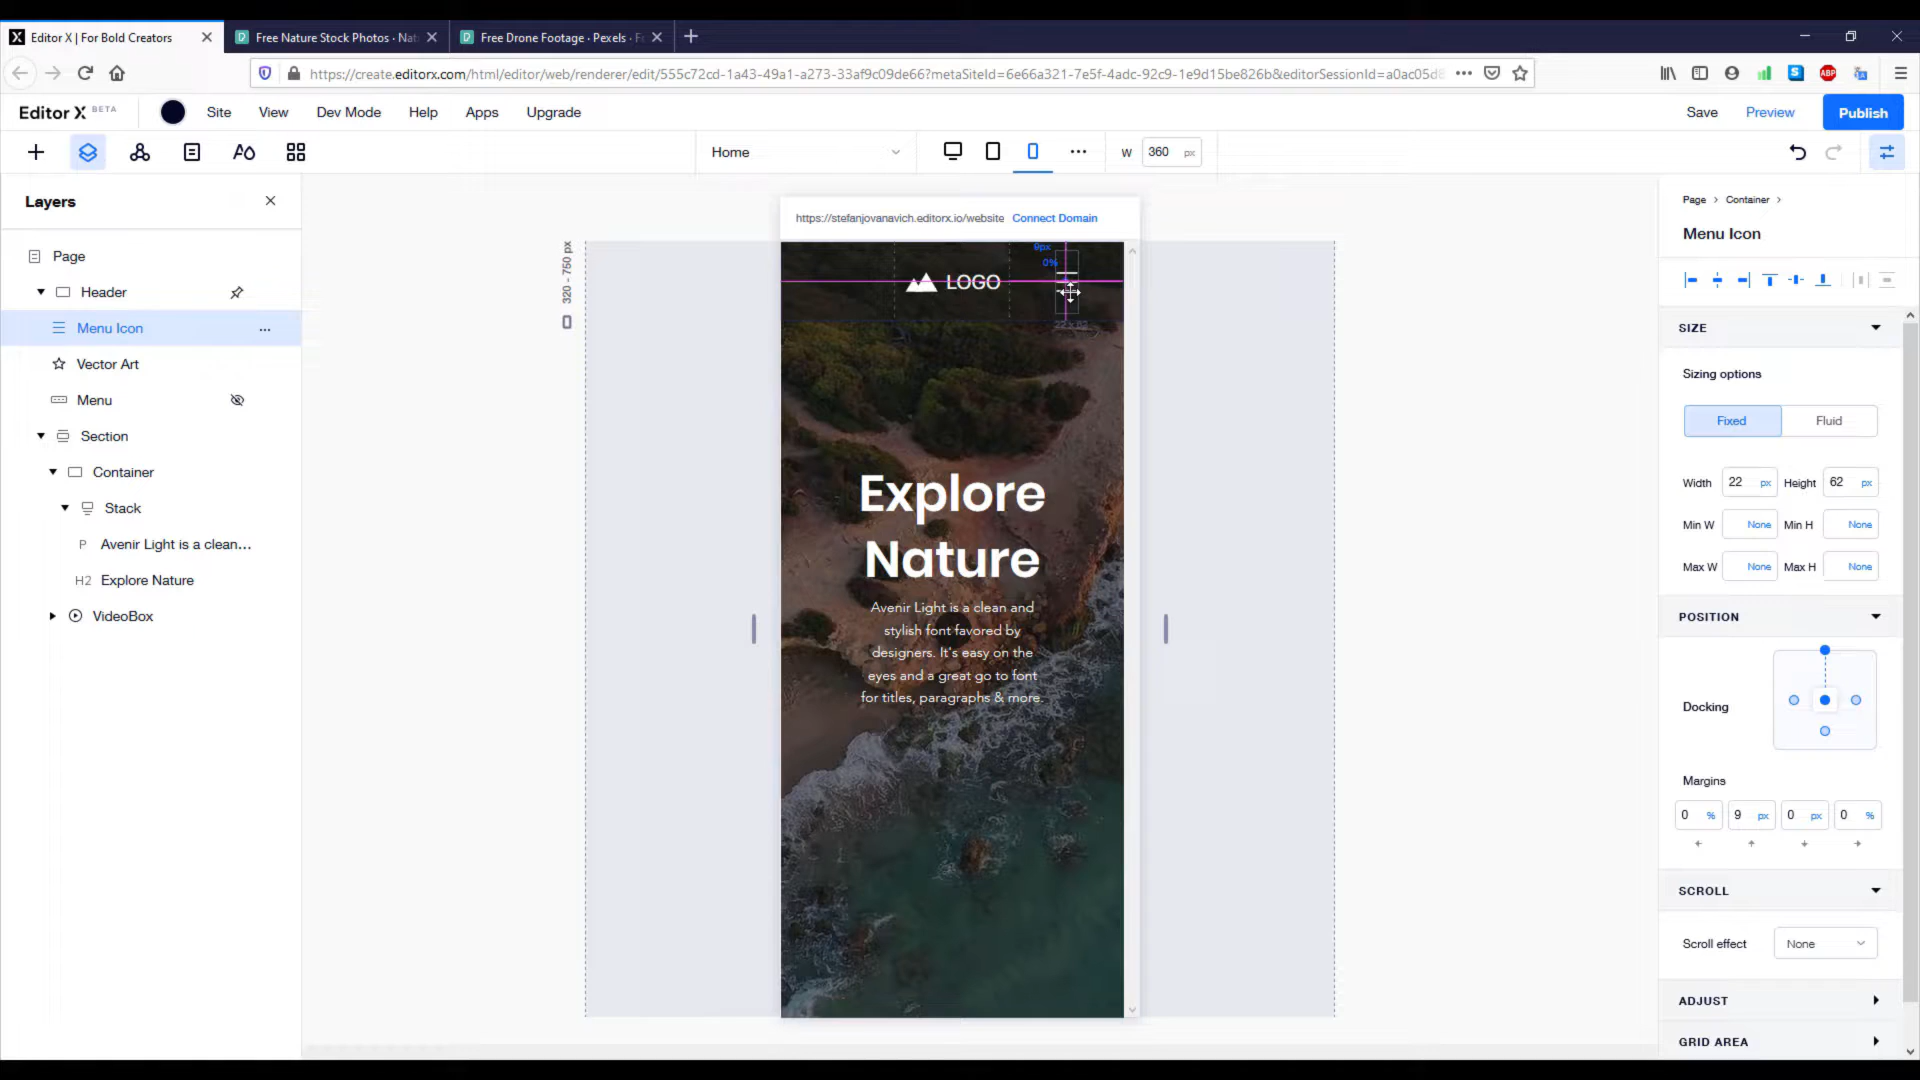 Editor X | For Bold Creators
Free Nature Stock Photos · Nat
Free Drone Footage · Pexels · F
https://create.editorx.com/html/editor/web/renderer/edit/555c72cd-1a43-49a1-a273-33af9c09de66?metaSiteId=6e66a321-7e5f-4adc-92c9-1e9d15be826b&editorSessionId=a0ac05d8
ABP
Editor X BETA
Site
View
Dev Mode
Help
Apps
Upgrade
Save
Preview
Publish
Home
W 360 px
Layers
Page
Header
Menu Icon
Vector Art
Menu
Section
Container
Stack
P Avenir Light is a clean...
H2 Explore Nature
VideoBox
320 - 750 px
https://stefanjovanavich.editorx.io/website Connect Domain
9px
0%
LOGO
Explore
Nature
Avenir Light is a clean and
stylish font favored by
designers. It's easy on the
eyes and a great go to font
for titles, paragraphs & more.
Page > Container >
Menu Icon
SIZE
Sizing options
Fixed Fluid
Width 22 px Height 62 px
Min W None Min H None
Max W None Max H None
POSITION
Docking
Margins
0 % 9 px 0 px 0 %
SCROLL
Scroll effect None
ADJUST
GRID AREA